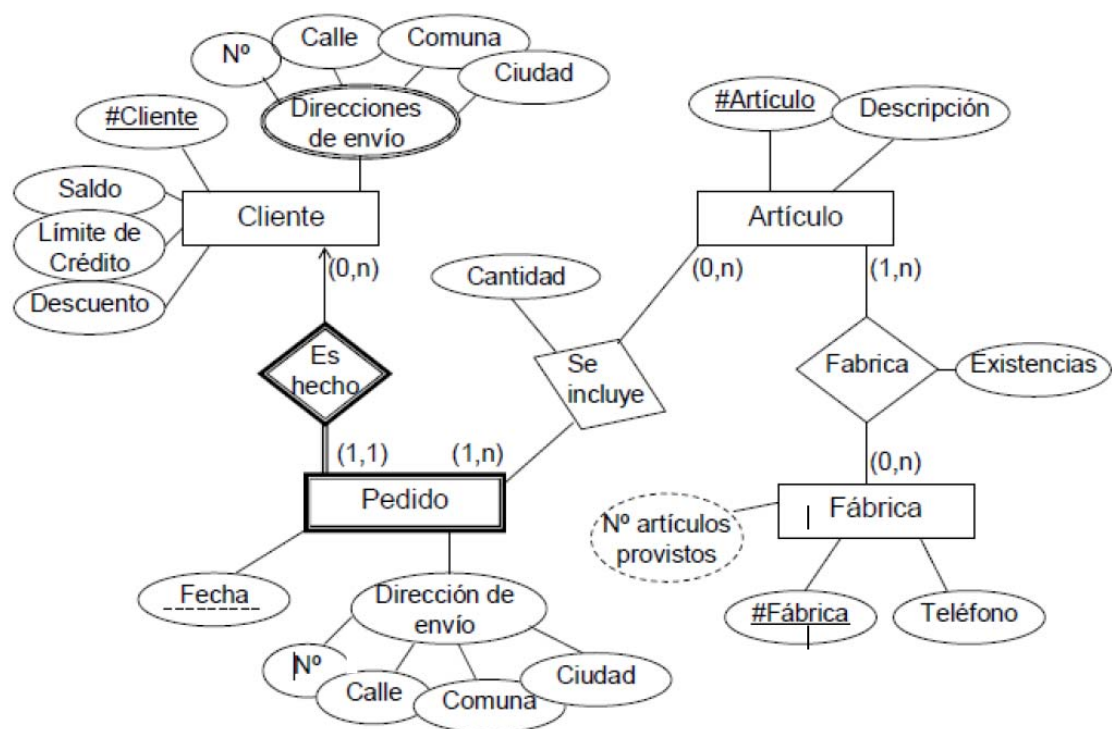 Nº
Calle
Comuna
Ciudad
Direcciones
de envío
#Cliente
Saldo
Límite de
Crédito
Descuento
Cliente
(0,n)
Es
hecho
(1,1)
(1,n)
Pedido
Fecha
Dirección de
envío
Nº
Calle
Comuna
Ciudad
Cantidad
Se
incluye
(0,n)
#Artículo
Descripción
Artículo
(1,n)
Fabrica
Existencias
(0,n)
Fábrica
Nº artículos
provistos
#Fábrica
Teléfono